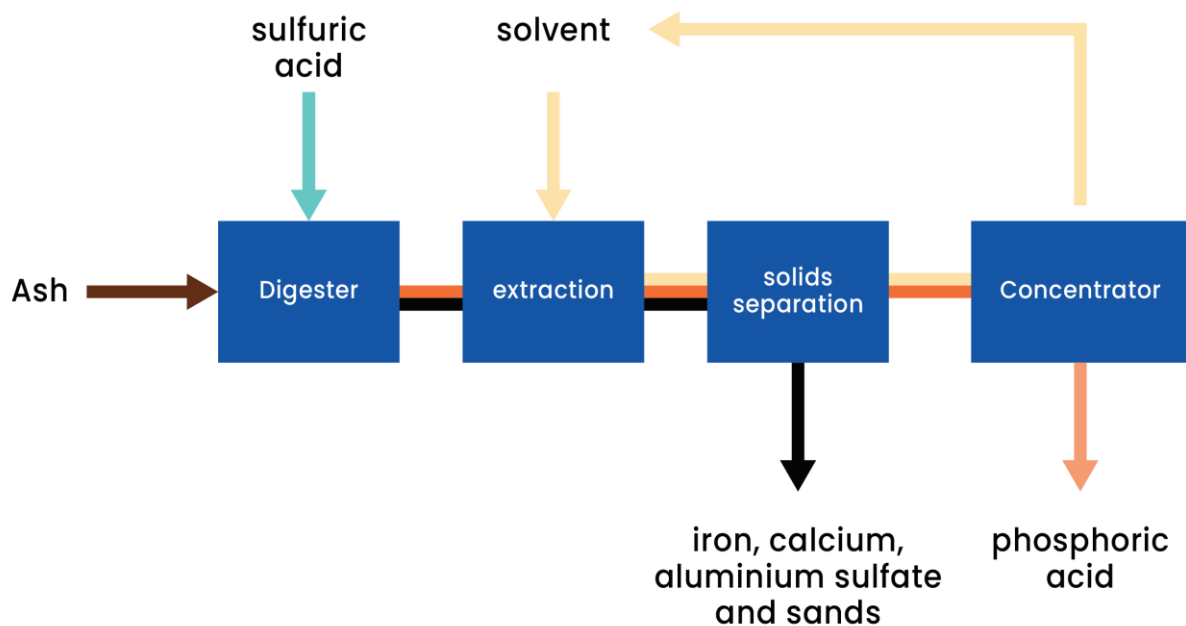 sulfuric
acid
solvent
Ash
Digester
extraction
solids
separation
Concentrator
iron, calcium,
aluminium sulfate
and sands
phosphoric
acid